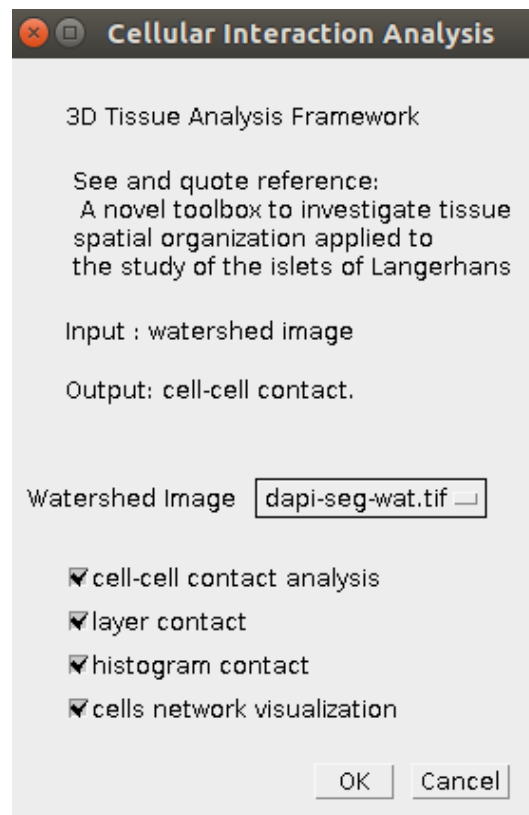 Cellular Interaction Analysis
3D Tissue Analysis Framework
See and quote reference:
A novel toolbox to investigate tissue
spatial organization applied to
the study of the islets of Langerhans
Input : watershed image
Output: cell-cell contact.
Watershed Image dapi-seg-wat.tif
cell-cell contact analysis
layer contact
histogram contact
cells network visualization
OK Cancel